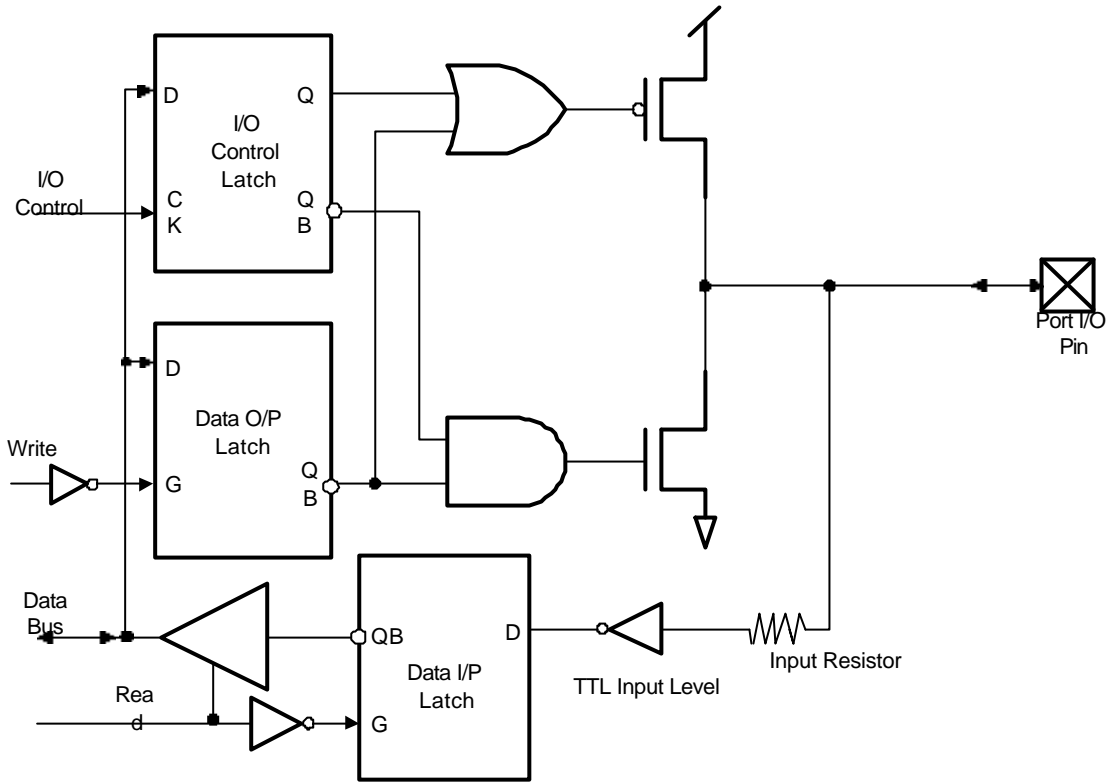 D
Q
I/O
Control
Latch
I/O
Control
C
K
Q
B
D
Data O/P
Latch
Write
G
Q
B
Port I/O
Pin
Data
Bus
QB
D
Data I/P
Latch
TTL Input Level
Input Resistor
Rea
d
G